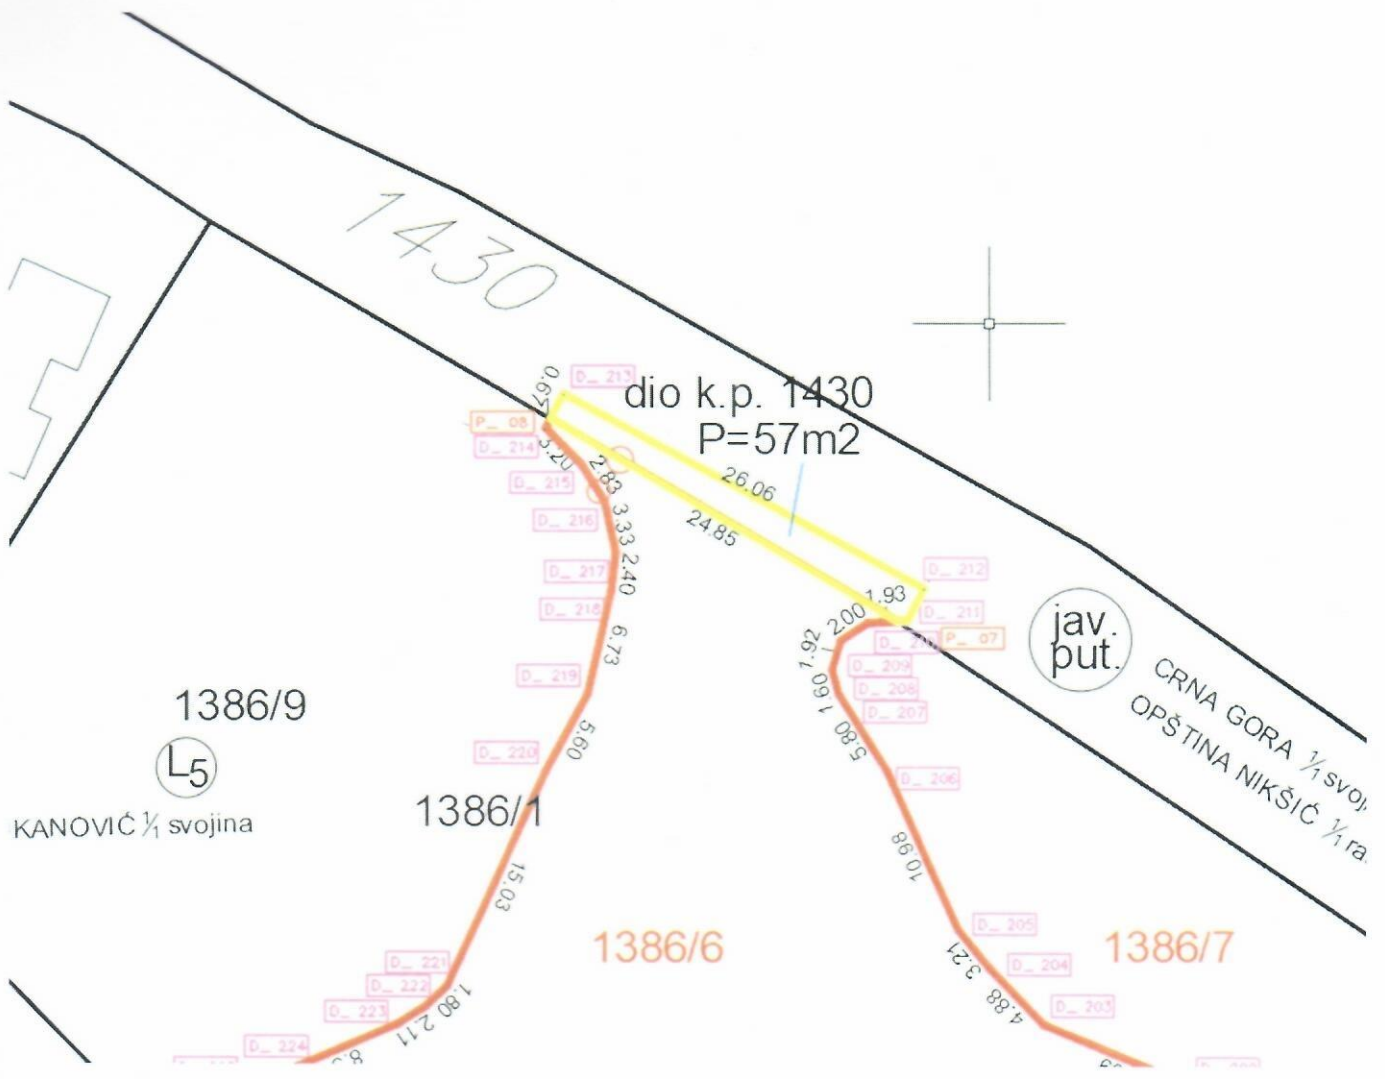 1430
0.67
D_ 213
dio k.p. 1430
P=57m2
P_ 08
D_ 214
3.20
2.83
D_ 215
26.06
24.85
D_ 216
3.33
D_ 217
2.40
D_ 218
6.73
D_ 219
5.60
D_ 220
D_ 212
1.93
D_ 211
2.00
P_ 07
1.92
D_ 209
D_ 208
1.60
D_ 207
5.80
D_ 206
jav.
put.
CRNA GORA 1/1 svoj.
OPŠTINA NIKŠIĆ 1/1 ra.
1386/9
L5
KANOVIĆ 1/1 svojina
1386/1
15.03
10.98
D_ 205
1386/6
1386/7
3.21
D_ 204
4.88
D_ 203
D_ 221
D_ 222
1.80
D_ 223
2.11
D_ 224